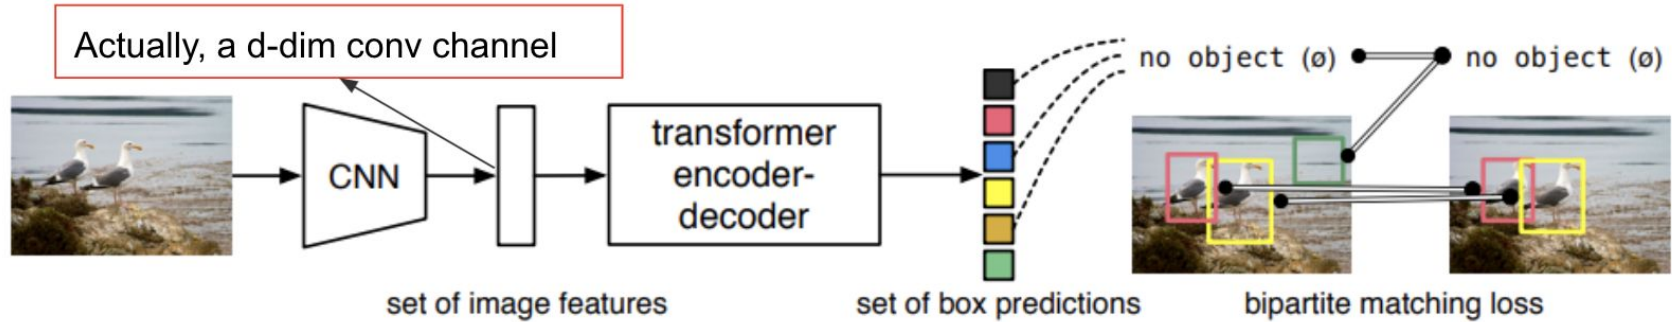 Actually, a d-dim conv channel
no object (ø)
no object (ø)
CNN
transformer
encoder-
decoder
set of image features
set of box predictions
bipartite matching loss